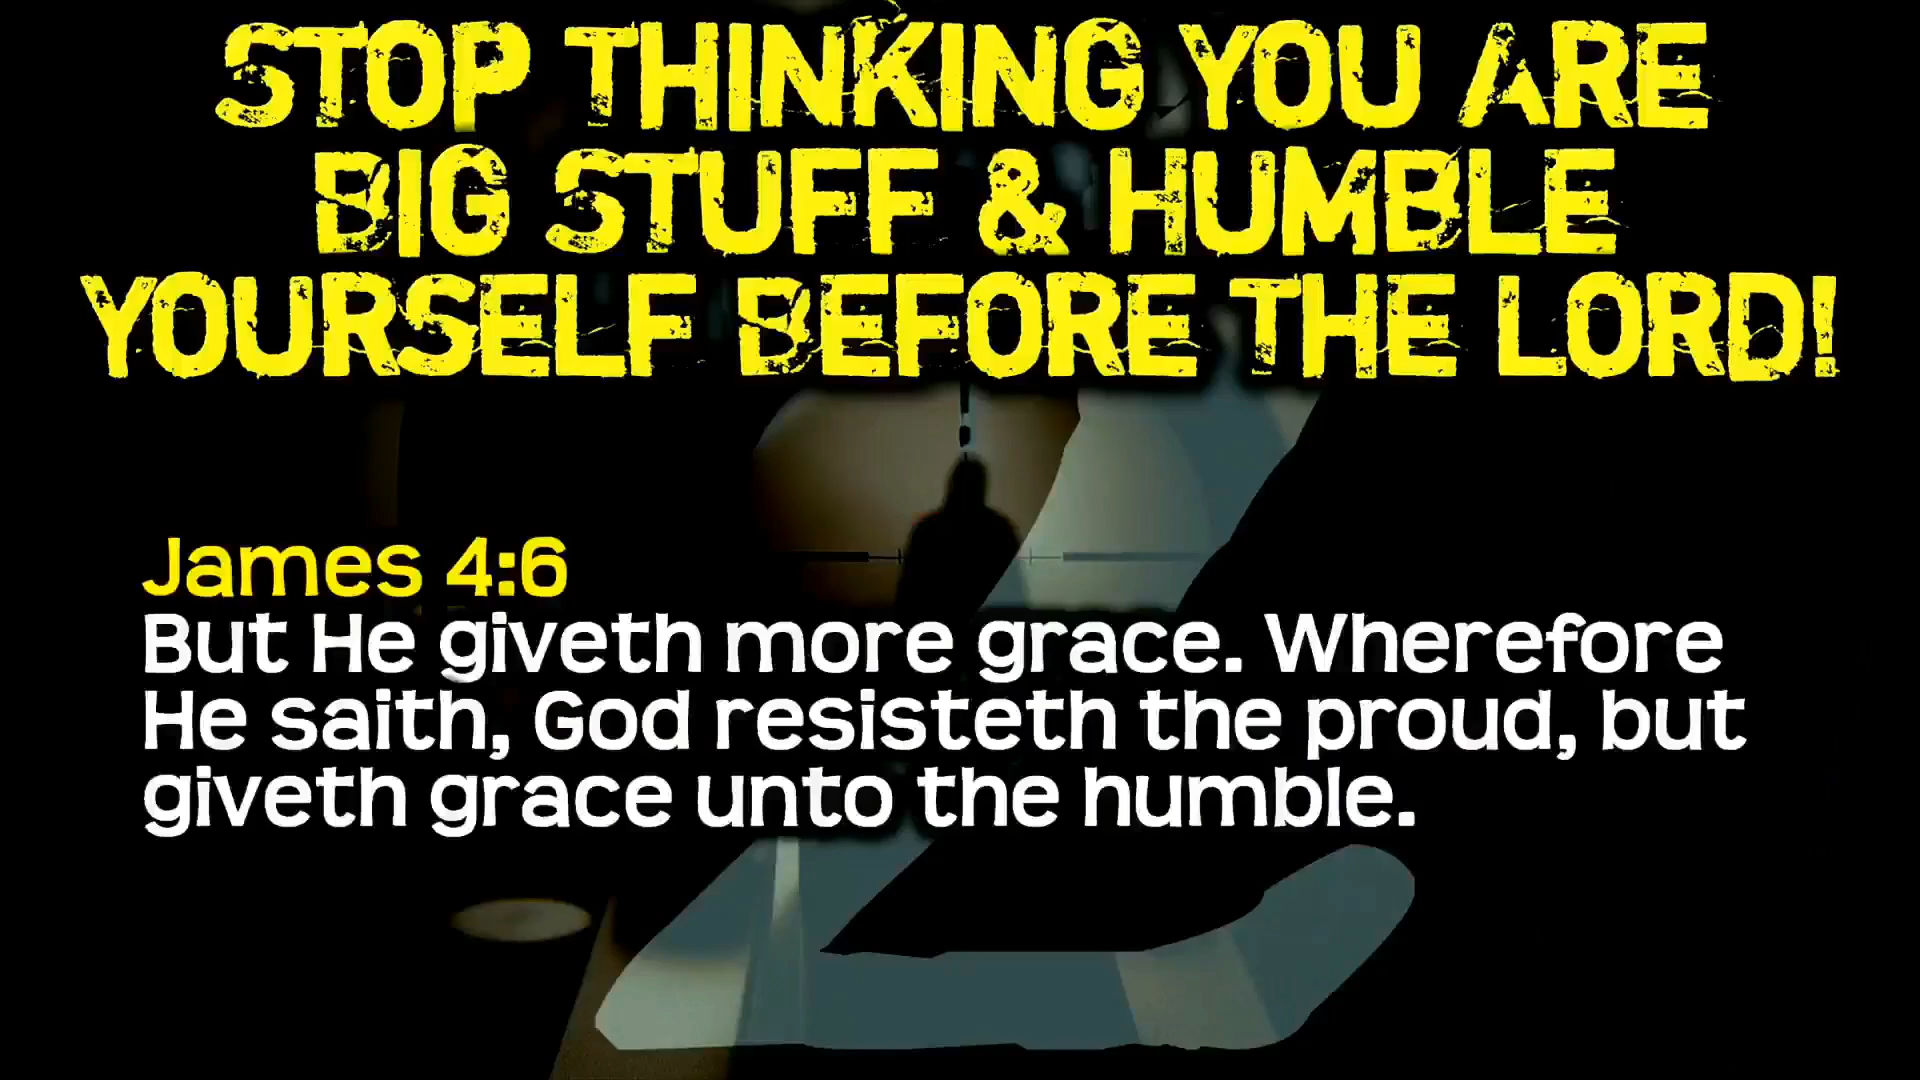 STOP THINKING YOU ARE
BIG STUFF & HUMBLE
YOURSELF BEFORE THE LORD!
James 4:6
But He giveth more grace. Wherefore
He saith, God resisteth the proud, but
giveth grace unto the humble.